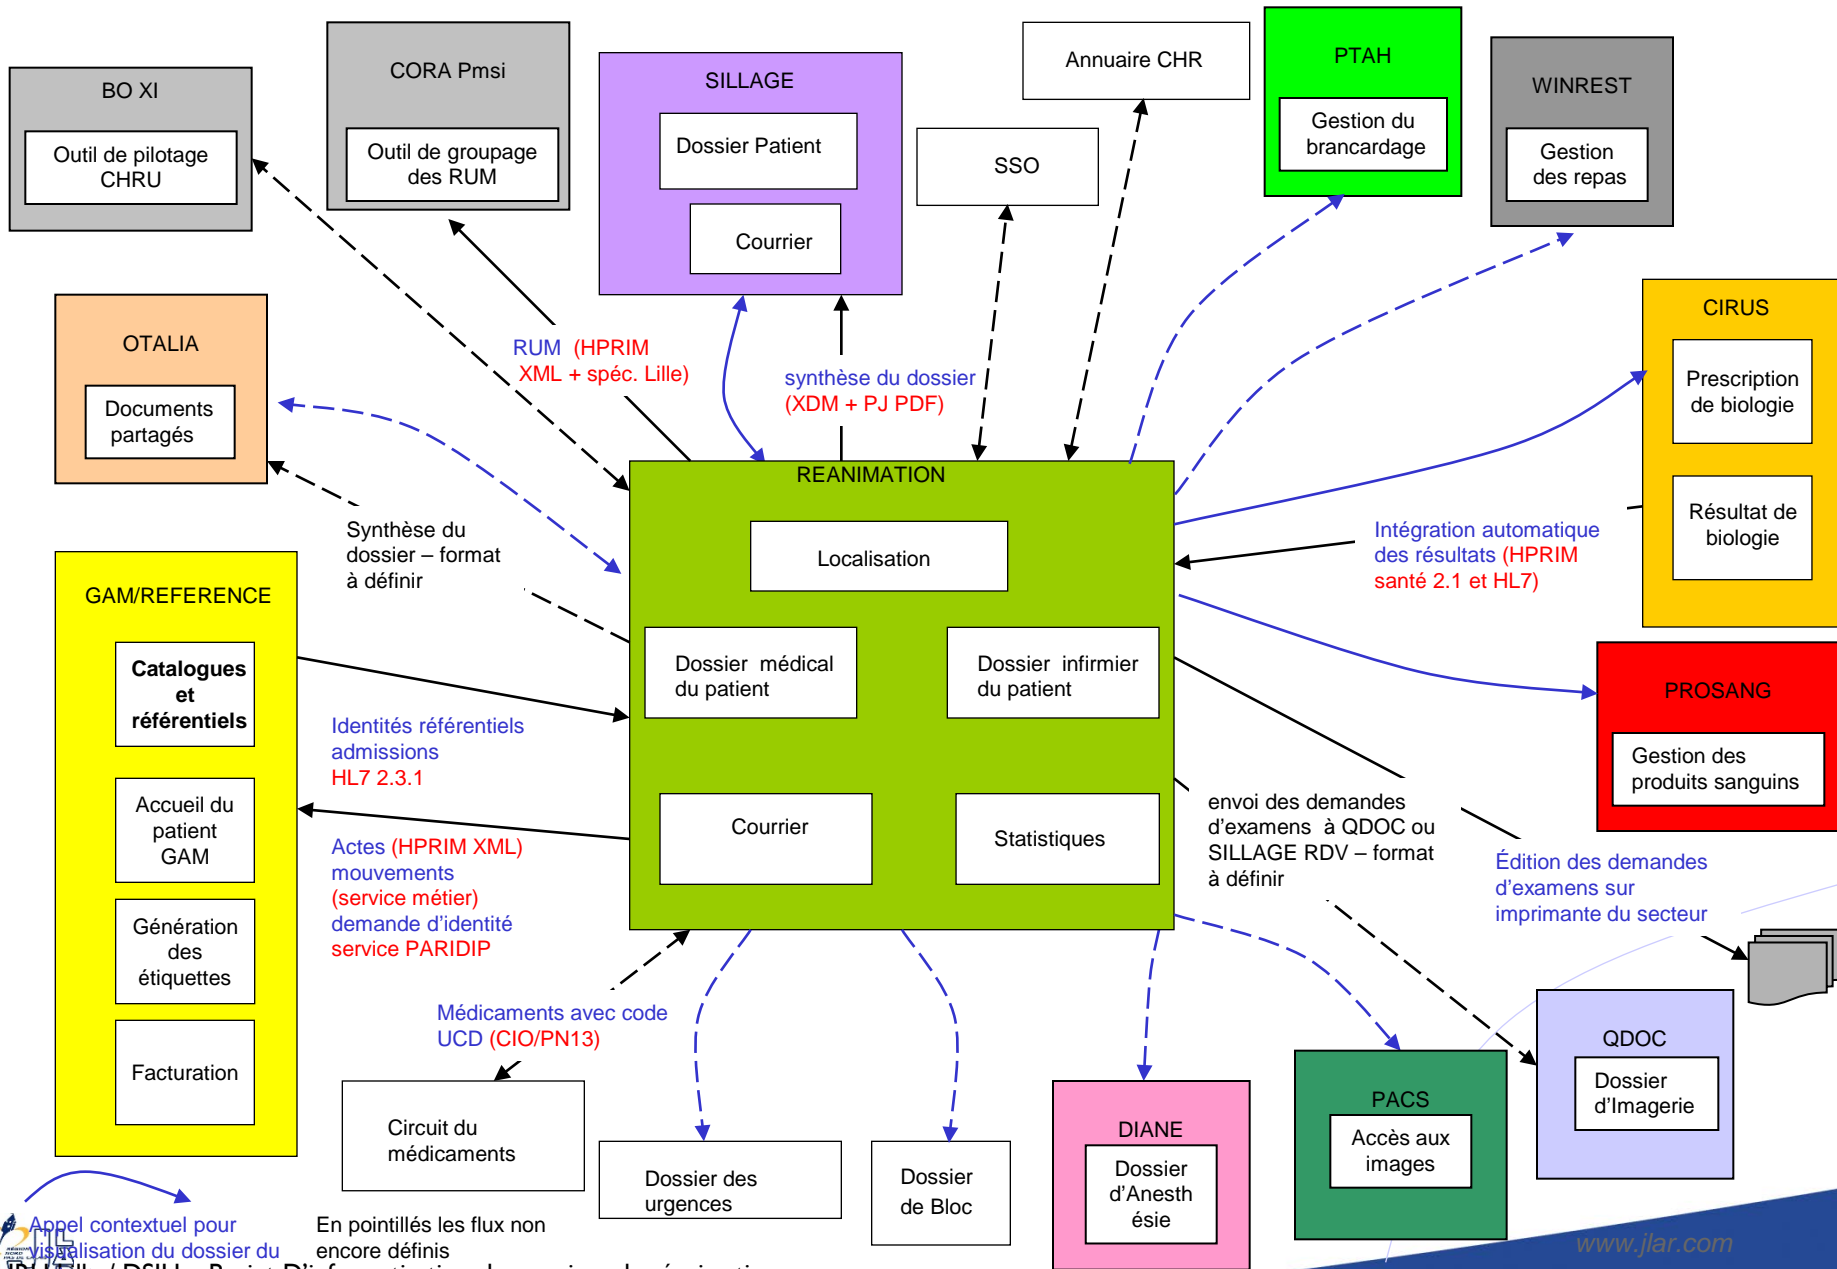 BO XI
Outil de pilotage
CHRU
CORA Pmsi
Outil de groupage
des RUM
SILLAGE
Dossier Patient
Courrier
SSO
Annuaire CHR
PTAH
Gestion du
brancardage
WINREST
Gestion
des repas
OTALIA
Documents
partagés
RUM (HPRIM
XML + spéc. Lille)
synthèse du dossier
(XDM + PJ PDF)
CIRUS
Prescription
de biologie
Résultat de
biologie
Synthèse du
dossier – format
à définir
REANIMATION
Localisation
Dossier médical
du patient
Dossier infirmier
du patient
Courrier
Statistiques
Intégration automatique
des résultats (HPRIM
santé 2.1 et HL7)
GAM/REFERENCE
Catalogues
et
référentiels
Accueil du
patient
GAM
Génération
des
étiquettes
Facturation
Identités référentiels
admissions
HL7 2.3.1
Actes (HPRIM XML)
mouvements
(service métier)
demande d'identité
service PARIDIP
PROSANG
Gestion des
produits sanguins
envoi des demandes
d'examens à QDOC ou
SILLAGE RDV – format
à définir
Édition des demandes
d'examens sur
imprimante du secteur
Médicaments avec code
UCD (CIO/PN13)
Circuit du
médicaments
Dossier des
urgences
Dossier
de Bloc
DIANE
Dossier
d'Anesth
ésie
PACS
Accès aux
images
QDOC
Dossier
d'Imagerie
Appel contextuel pour
visualisation du dossier du
En pointillés les flux non
encore définis
www.jlar.com